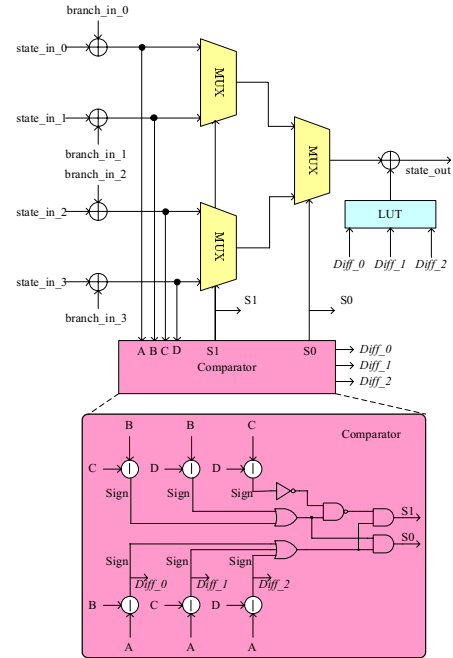 branch_in_0
state_in_0
MUX
state_in_1
branch_in_1
MUX
branch_in_2
state_out
state_in_2
LUT
MUX
Diff_0 Diff_1 Diff_2
state_in_3
S1 S0
branch_in_3
A B C D S1 S0
Diff_0
Comparator
Diff_1
Diff_2
B B C
Comparator
C D D
Sign Sign Sign
S1
S0
Sign Sign Sign
Diff_0 Diff_1 Diff_2
B C D
A A A